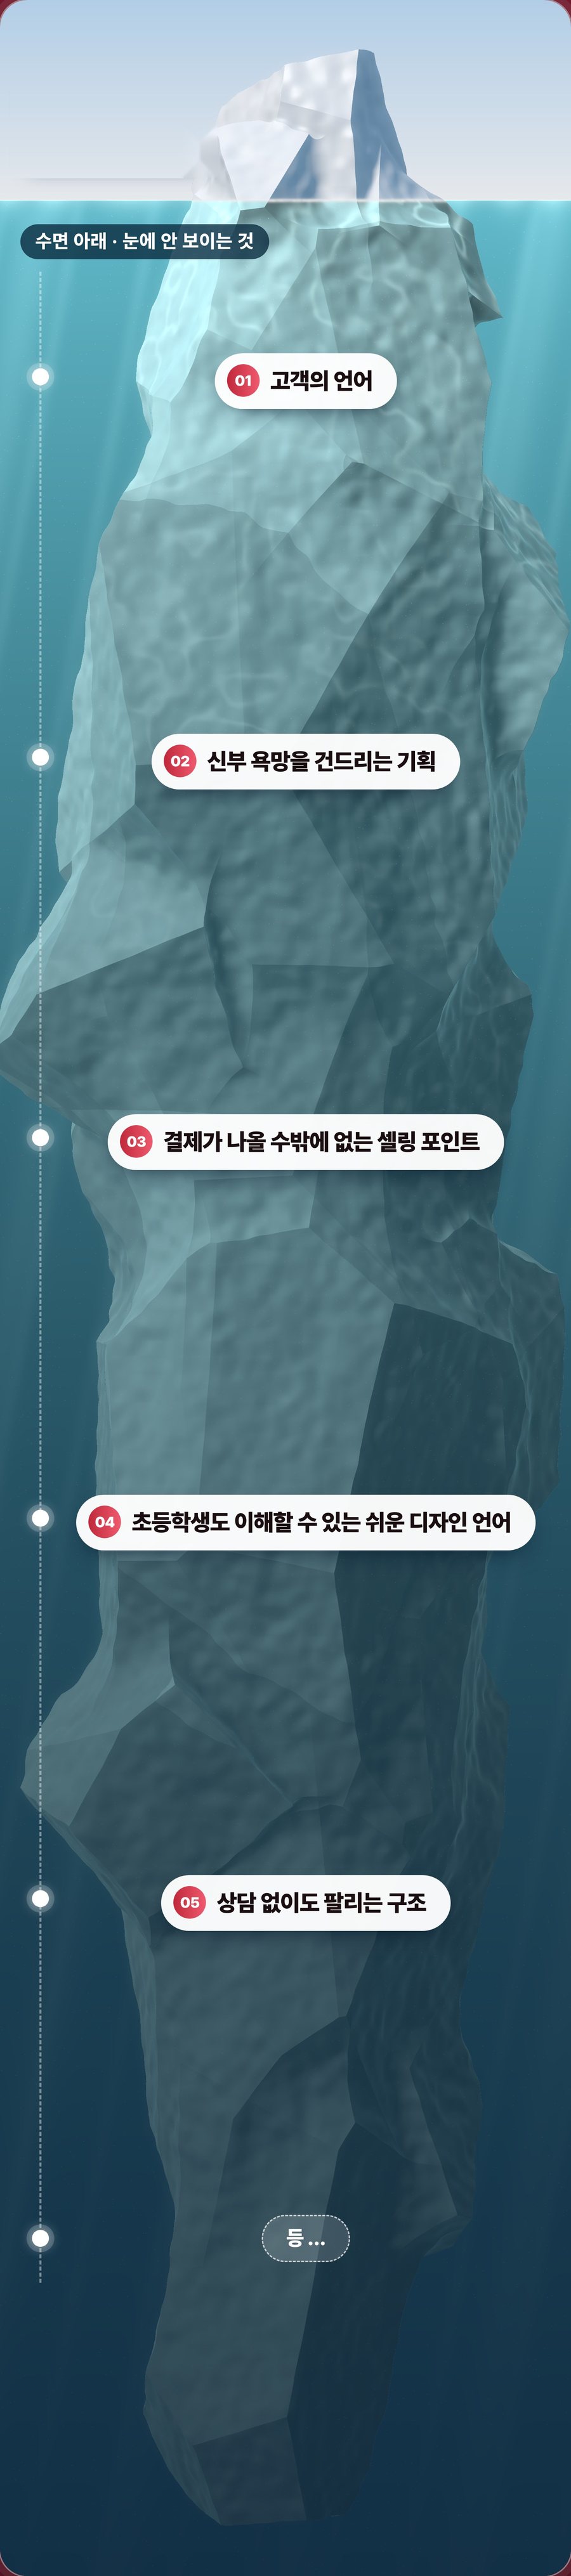 수면 아래 · 눈에 안 보이는 것
01 고객의 언어
02 신부 욕망을 건드리는 기획
03 결제가 나올 수밖에 없는 셀링 포인트
04 초등학생도 이해할 수 있는 쉬운 디자인 언어
05 상담 없이도 팔리는 구조
등 ...